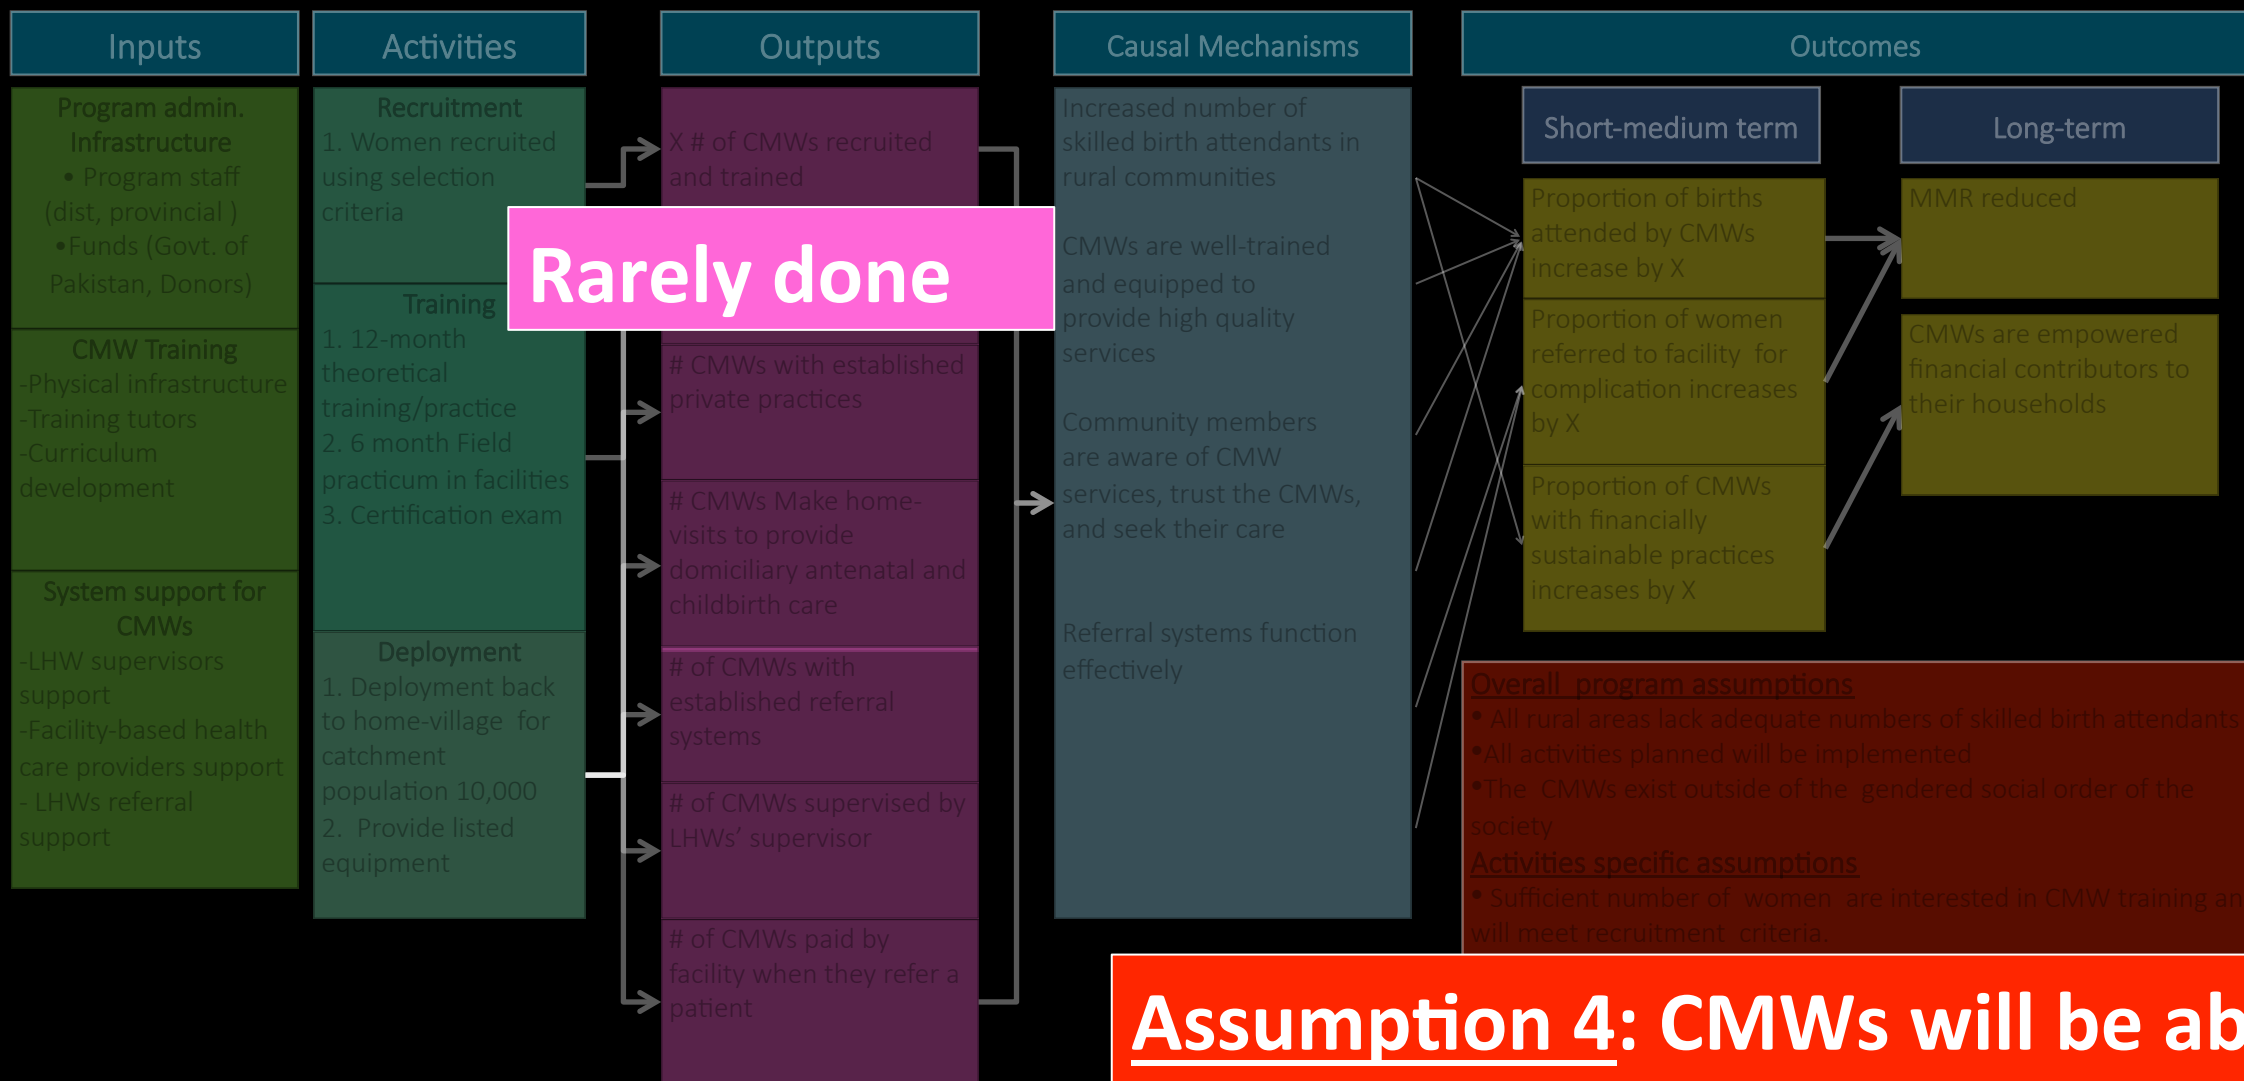 Inputs
Activities
Outputs
Causal Mechanisms
Outcomes
Program admin.
Infrastructure
• Program staff
(dist, provincial )
•Funds (Govt. of
Pakistan, Donors)
CMW Training
-Physical infrastructure
-Training tutors
-Curriculum
development
System support for
CMWs
-LHW supervisors
support
-Facility-based health
care providers support
- LHWs referral
support
Recruitment
1. Women recruited
using selection
criteria
Training
1. 12-month
theoretical
training/practice
2. 6 month Field
practicum in facilities
3. Certification exam
Deployment
1. Deployment back
to home-village for
catchment
population 10,000
2. Provide listed
equipment
X # of CMWs recruited
and trained
Rarely done
# CMWs with established
private practices
# CMWs Make home-
visits to provide
domiciliary antenatal and
childbirth care
# of CMWs with
established referral
systems
# of CMWs supervised by
LHWs’ supervisor
# of CMWs paid by
facility when they refer a
patient
Increased number of
skilled birth attendants in
rural communities
CMWs are well-trained
and equipped to
provide high quality
services
Community members
are aware of CMW
services, trust the CMWs,
and seek their care
Referral systems function
effectively
Short-medium term
Proportion of births
attended by CMWs
increase by X
Proportion of women
referred to facility for
complication increases
by X
Proportion of CMWs
with financially
sustainable practices
increases by X
Long-term
MMR reduced
CMWs are empowered
financial contributors to
their households
Overall program assumptions
• All rural areas lack adequate numbers of skilled birth attendants
•All activities planned will be implemented
•The CMWs exist outside of the gendered social order of the
society
Activities specific assumptions
• Sufficient number of women are interested in CMW training an
will meet recruitment criteria.
Assumption 4: CMWs will be ab